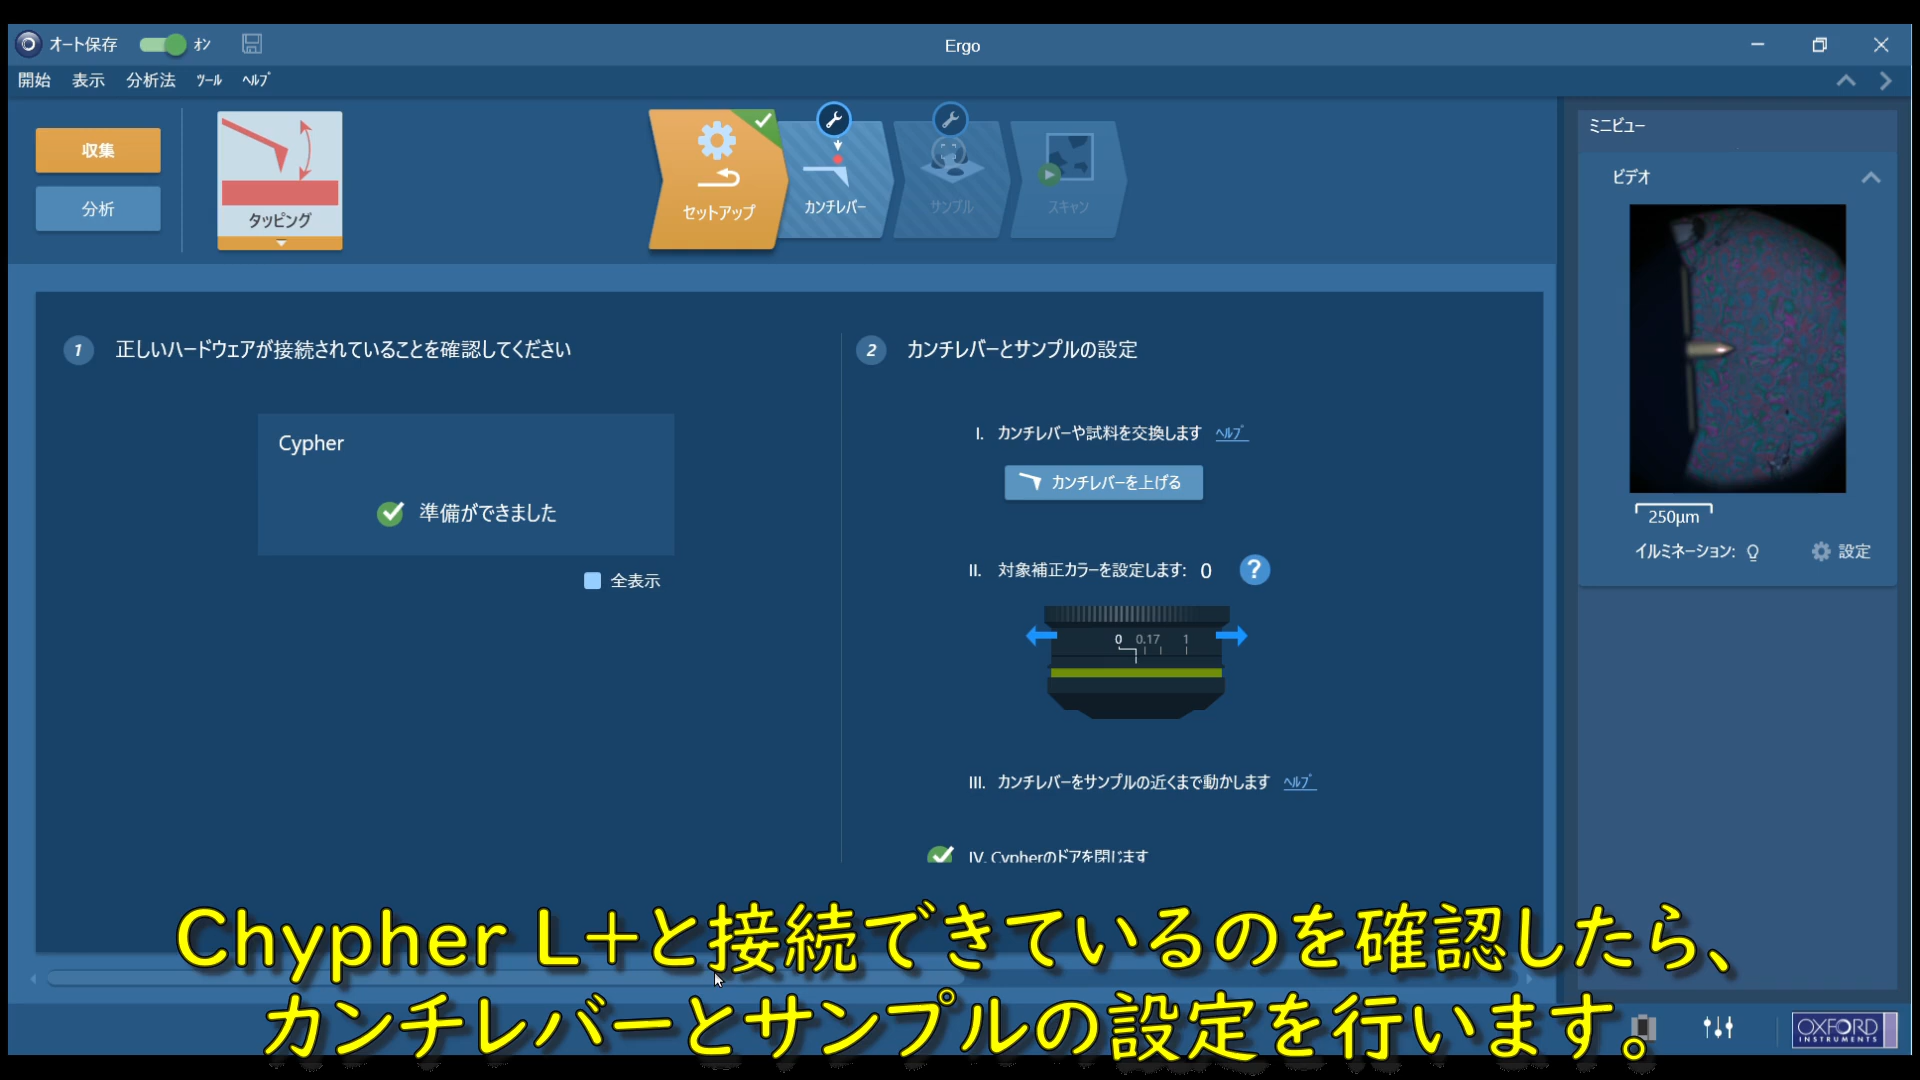 オート保存 オン
Ergo
開始 表示 分析法 ツール ヘルプ
収集
分析
タッピング
セットアップ
カンチレバー
サンプル
スキャン
ミニビュー
ビデオ
250µm
イルミネーション: 設定
1 正しいハードウェアが接続されていることを確認してください
Cypher
準備ができました
全表示
2 カンチレバーとサンプルの設定
I. カンチレバーや試料を交換します ヘルプ
カンチレバーを上げる
II. 対象補正カラーを設定します: 0 ?
0 0.17 1
III. カンチレバーをサンプルの近くまで動かします ヘルプ
IV. Cypherのドアを閉じます
Chypher L+と接続できているのを確認したら、
カンチレバーとサンプルの設定を行います。
OXFORD
INSTRUMENTS